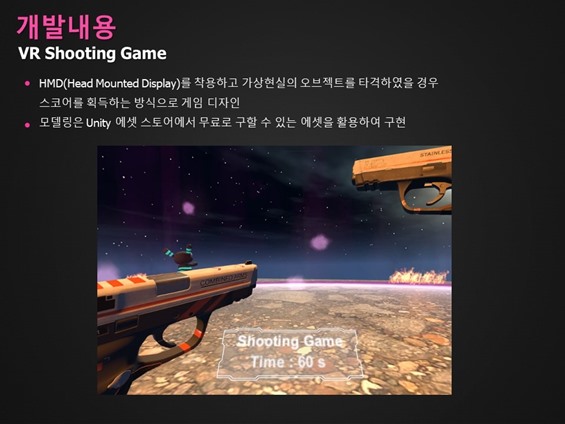 개발내용
VR Shooting Game
HMD(Head Mounted Display)를 착용하고 가상현실의 오브젝트를 타격하였을 경우
스코어를 획득하는 방식으로 게임 디자인
모델링은 Unity 에셋 스토어에서 무료로 구할 수 있는 에셋을 활용하여 구현
STAINLESS
Shooting Game
Time : 60 s